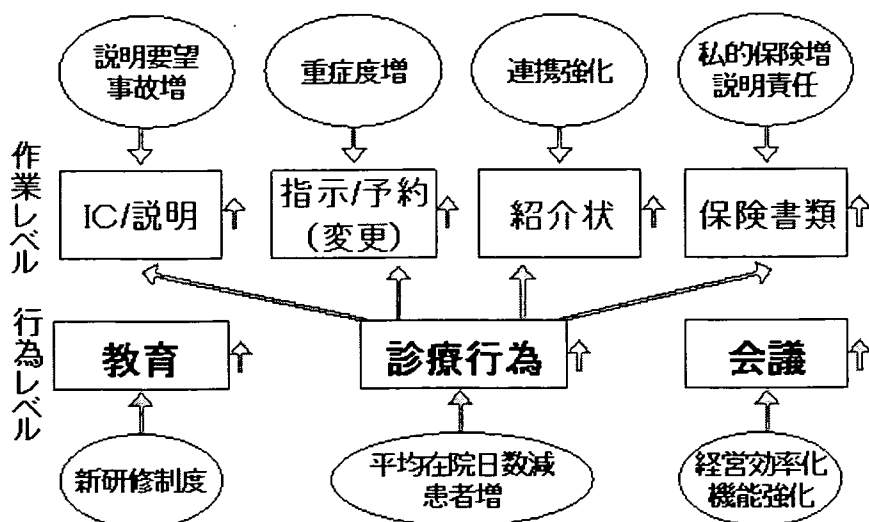 説明要望
事故増
重症度増
連携強化
私的保険増
説明責任
作業レベル
IC/説明
指示/予約
(変更)
紹介状
保険書類
行為レベル
教育
診療行為
会議
新研修制度
平均在院日数減
患者増
経営効率化
機能強化